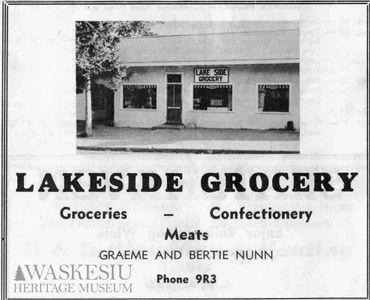 LAKE SIDE
GROCERY
LAKESIDE GROCERY
Groceries – Confectionery
Meats
GRAEME AND BERTIE NUNN
Phone 9R3
WASKESIU
HERITAGE MUSEUM